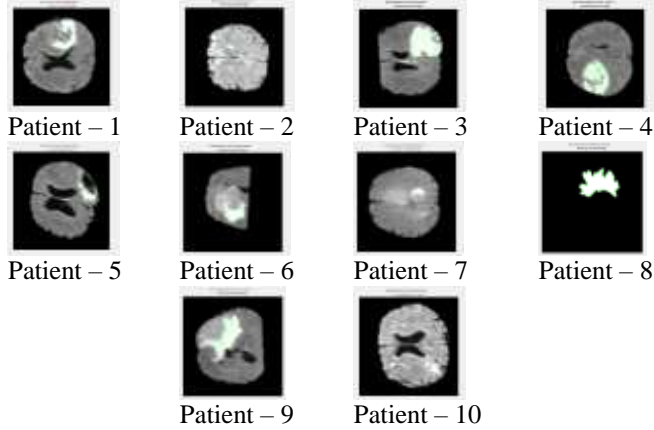 Patient – 1 Patient – 2 Patient – 3 Patient – 4
Patient – 5 Patient – 6 Patient – 7 Patient – 8
Patient – 9 Patient – 10